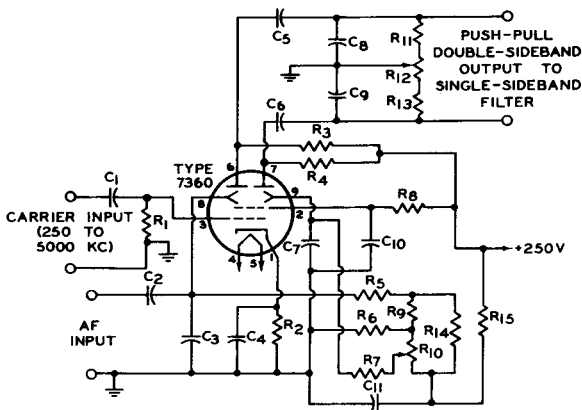 C5
C8
R11
PUSH-PULL
DOUBLE-SIDEBAND
OUTPUT TO
SINGLE-SIDEBAND
FILTER
R12
C9
R13
C6
R3
R4
TYPE
7360
6
7
8
9
2
3
4
5
1
C1
R1
CARRIER INPUT
(250 TO
5000 KC)
R8
C7
C10
+250V
C2
R5
R9
R6
R14
R15
AF
INPUT
C3
C4
R2
R7
R10
C11